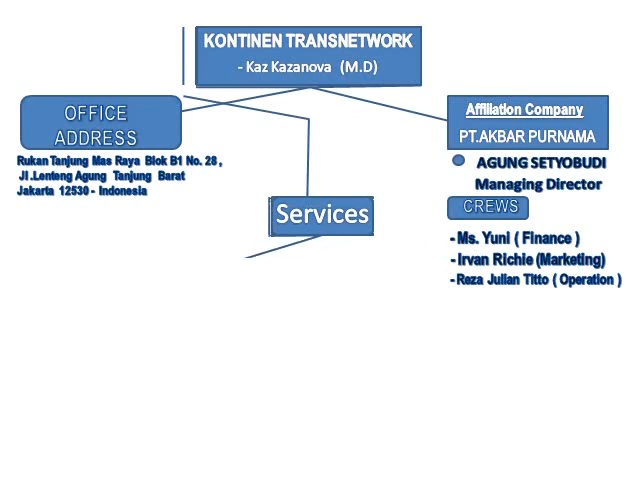 KONTINEN TRANSNETWORK
- Kaz Kazanova (M.D)
OFFICE
ADDRESS
Rukan Tanjung Mas Raya Blok B1 No. 28 ,
Jl .Lenteng Agung Tanjung Barat
Jakarta 12530 - Indonesia
Services
Affiliation Company
PT.AKBAR PURNAMA
AGUNG SETYOBUDI
Managing Director
CREWS
- Ms. Yuni ( Finance )
- Irvan Richie (Marketing)
- Reza Julian Titto ( Operation )